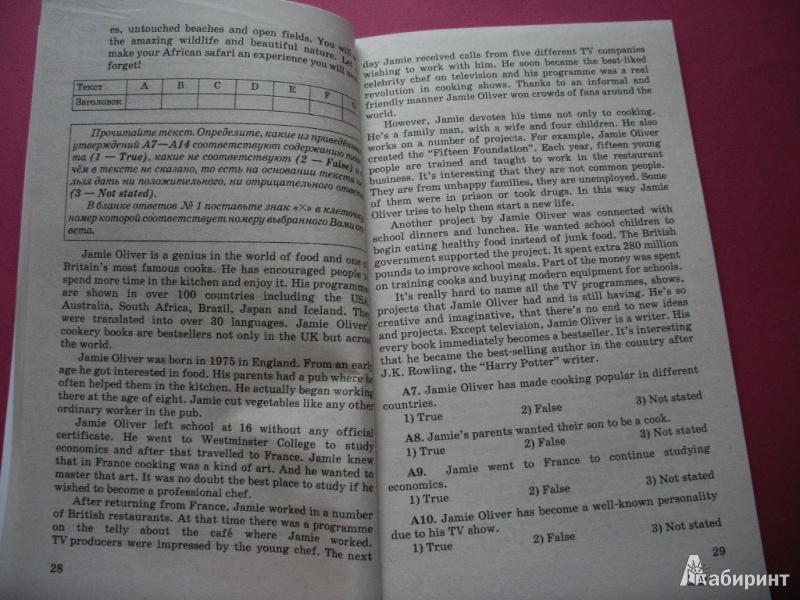 es, untouched beaches and open fields. You will
the amazing wildlife and beautiful nature. Let
make your African safari an experience you will
forget!
Текст A B C D E F G
Заголовок
Прочитайте текст. Определите, какие из приведённых
утверждений A7—A14 соответствуют содержанию
та (1 — True), какие не соответствуют (2 — False) и
чём в тексте не сказано, то есть на основании текста
льзя дать ни положительного, ни отрицательного
(3 — Not stated).
В бланке ответов № 1 поставьте знак «×» в клеточку,
номер которой соответствует номеру выбранного Вами от-
вета.
Jamie Oliver is a genius in the world of food and one
Britain's most famous cooks. He has encouraged people
spend more time in the kitchen and enjoy it. His programmes
are shown in over 100 countries including the USA,
Australia, South Africa, Brazil, Japan and Iceland. They
were translated into over 30 languages. Jamie Oliver's
cookery books are bestsellers not only in the UK but across
the world.
Jamie Oliver was born in 1975 in England. From an early
age he got interested in food. His parents had a pub where he
often helped them in the kitchen. He actually began working
there at the age of eight. Jamie cut vegetables like any other
ordinary worker in the pub.
Jamie Oliver left school at 16 without any official
certificate. He went to Westminster College to study
economics and after that travelled to France. Jamie knew
that in France cooking was a kind of art. And he wanted to
master that art. It was no doubt the best place to study if he
wished to become a professional chef.
After returning from France, Jamie worked in a number
of British restaurants. At that time there was a programme
on the telly about the café where Jamie worked.
TV producers were impressed by the young chef. The next
28
day Jamie received calls from five different TV companies
wishing to work with him. He soon became the best-liked
celebrity chef on television and his programme was a real
revolution in cooking shows. Thanks to an informal and
friendly manner Jamie Oliver won crowds of fans around the
world.
However, Jamie devotes his time not only to cooking.
He's a family man, with a wife and four children. He also
works on a number of projects. For example, Jamie Oliver
created the "Fifteen Foundation". Each year, fifteen young
people are trained and taught to work in the restaurant
business. It's interesting that they are not common people.
They are from unhappy families, they are unemployed. Some
of them were in prison or took drugs. In this way Jamie
Oliver tries to help them start a new life.
Another project by Jamie Oliver was connected with
school dinners and lunches. He wanted school children to
begin eating healthy food instead of junk food. The British
government supported the project. It spent extra 280 million
pounds to improve school meals. Part of the money was spent
on training cooks and buying modern equipment for schools.
It's really hard to name all the TV programmes, shows,
projects that Jamie Oliver had and is still having. He's so
creative and imaginative, that there's no end to new ideas
and projects. Except television, Jamie Oliver is a writer. His
every book immediately becomes a bestseller. It's interesting
that he became the best-selling author in the country after
J.K. Rowling, the "Harry Potter" writer.
A7. Jamie Oliver has made cooking popular in different
countries.
1) True 2) False 3) Not stated
A8. Jamie's parents wanted their son to be a cook.
1) True 2) False 3) Not stated
A9. Jamie went to France to continue studying
economics.
1) True 2) False 3) Not stated
A10. Jamie Oliver has become a well-known personality
due to his TV show.
1) True 2) False 3) Not stated
29
Лабиринт